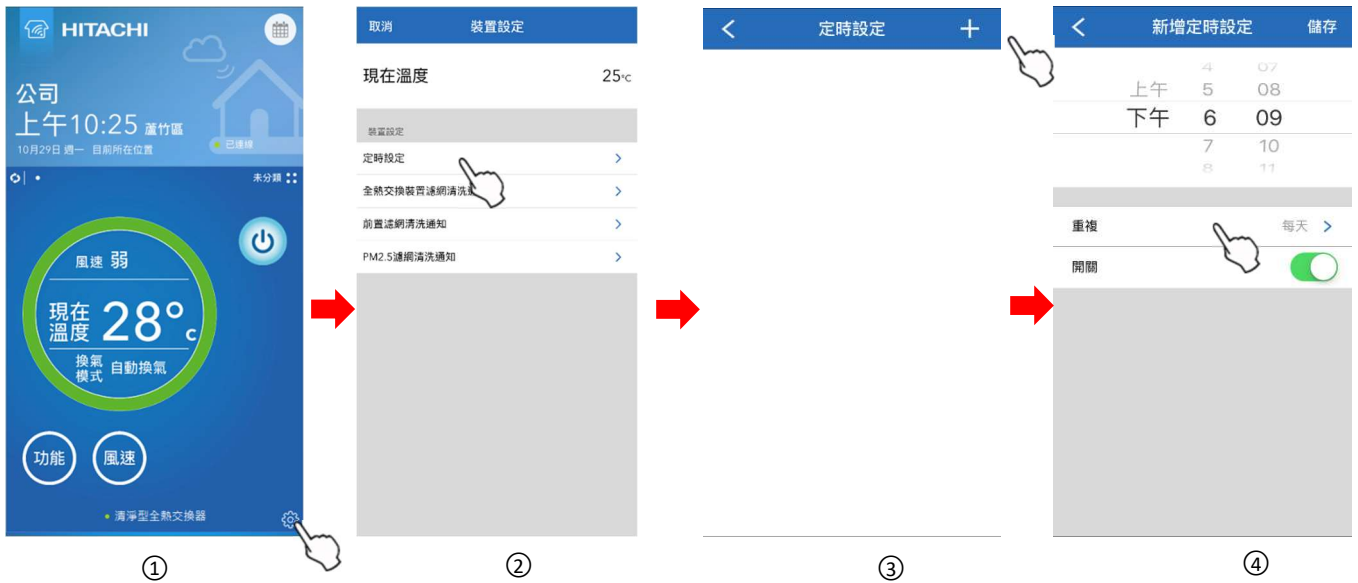 HITACHI
公司
上午10:25 蘆竹區
10月29日 週一 目前所在位置
已連線
未分類
風速 弱
現在溫度 28°c
換氣模式 自動換氣
功能
風速
清淨型全熱交換器
①
取消 裝置設定
現在溫度 25°c
裝置設定
定時設定
全熱交換裝置濾網清洗
前置濾網清洗通知
PM2.5濾網清洗通知
②
定時設定 +
③
新增定時設定 儲存
4 07
上午 5 08
下午 6 09
7 10
8 11
重複 每天
開關
④